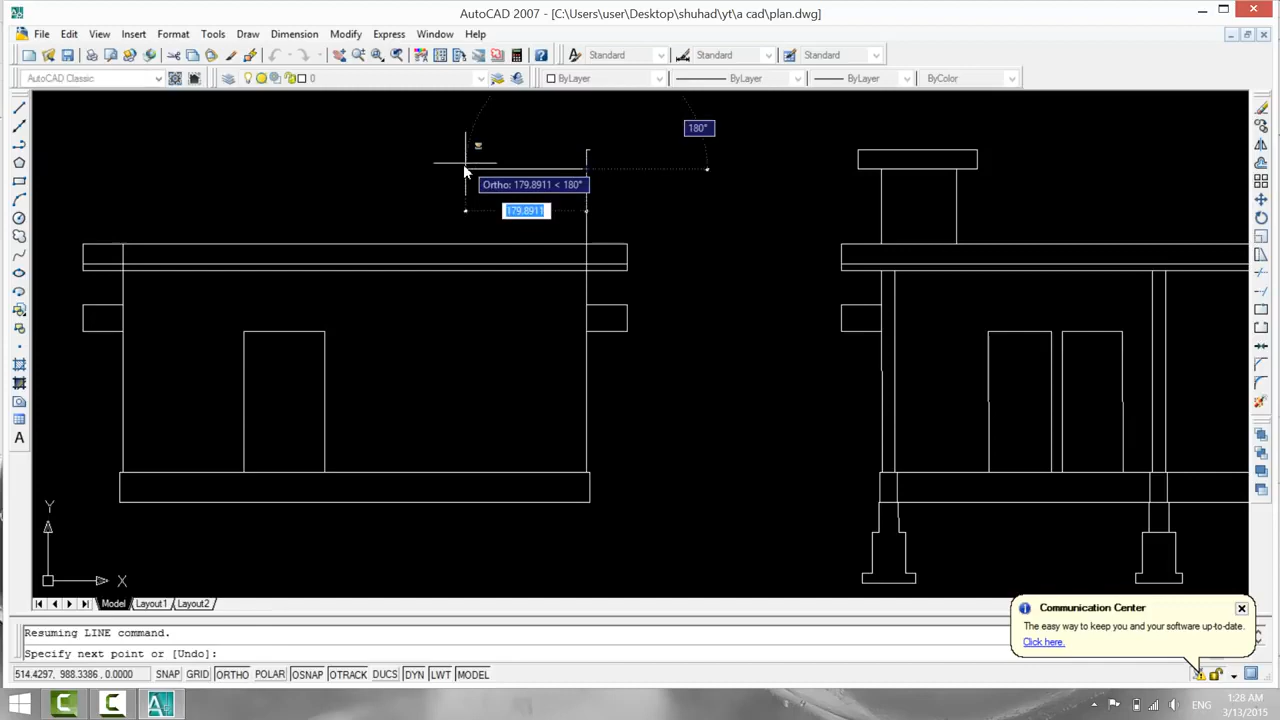 AutoCAD 2007 - [C:\Users\user\Desktop\shuhad\yt\a cad\plan.dwg]
File Edit View Insert Format Tools Draw Dimension Modify Express Window Help
Standard Standard Standard
AutoCAD Classic 0 ByLayer ByLayer ByLayer ByColor
180°
Ortho: 179.8911 < 180°
179.8911
Y
X
Model Layout1 Layout2
Communication Center
The easy way to keep you and your software up-to-date.
Click here.
Resuming LINE command.
Specify next point or [Undo]:
514.4297, 988.3386, 0.0000 SNAP GRID ORTHO POLAR OSNAP OTRACK DUCS DYN LWT MODEL
ENG
1:28 AM
3/13/2015